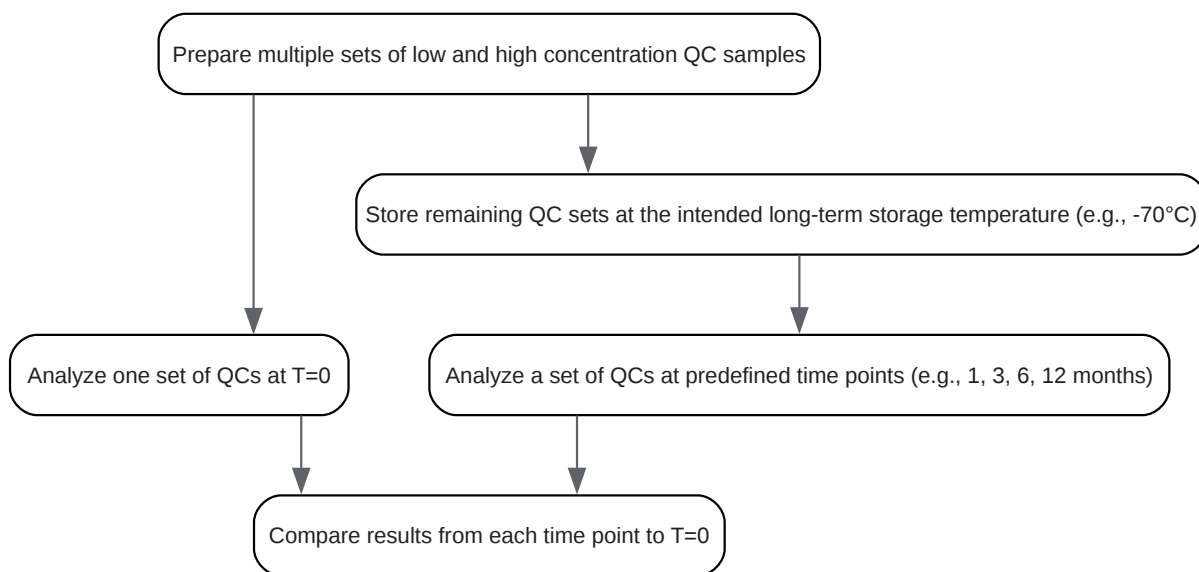 Prepare multiple sets of low and high concentration QC samples
Store remaining QC sets at the intended long-term storage temperature (e.g., -70°C)
Analyze one set of QCs at T=0
Analyze a set of QCs at predefined time points (e.g., 1, 3, 6, 12 months)
Compare results from each time point to T=0